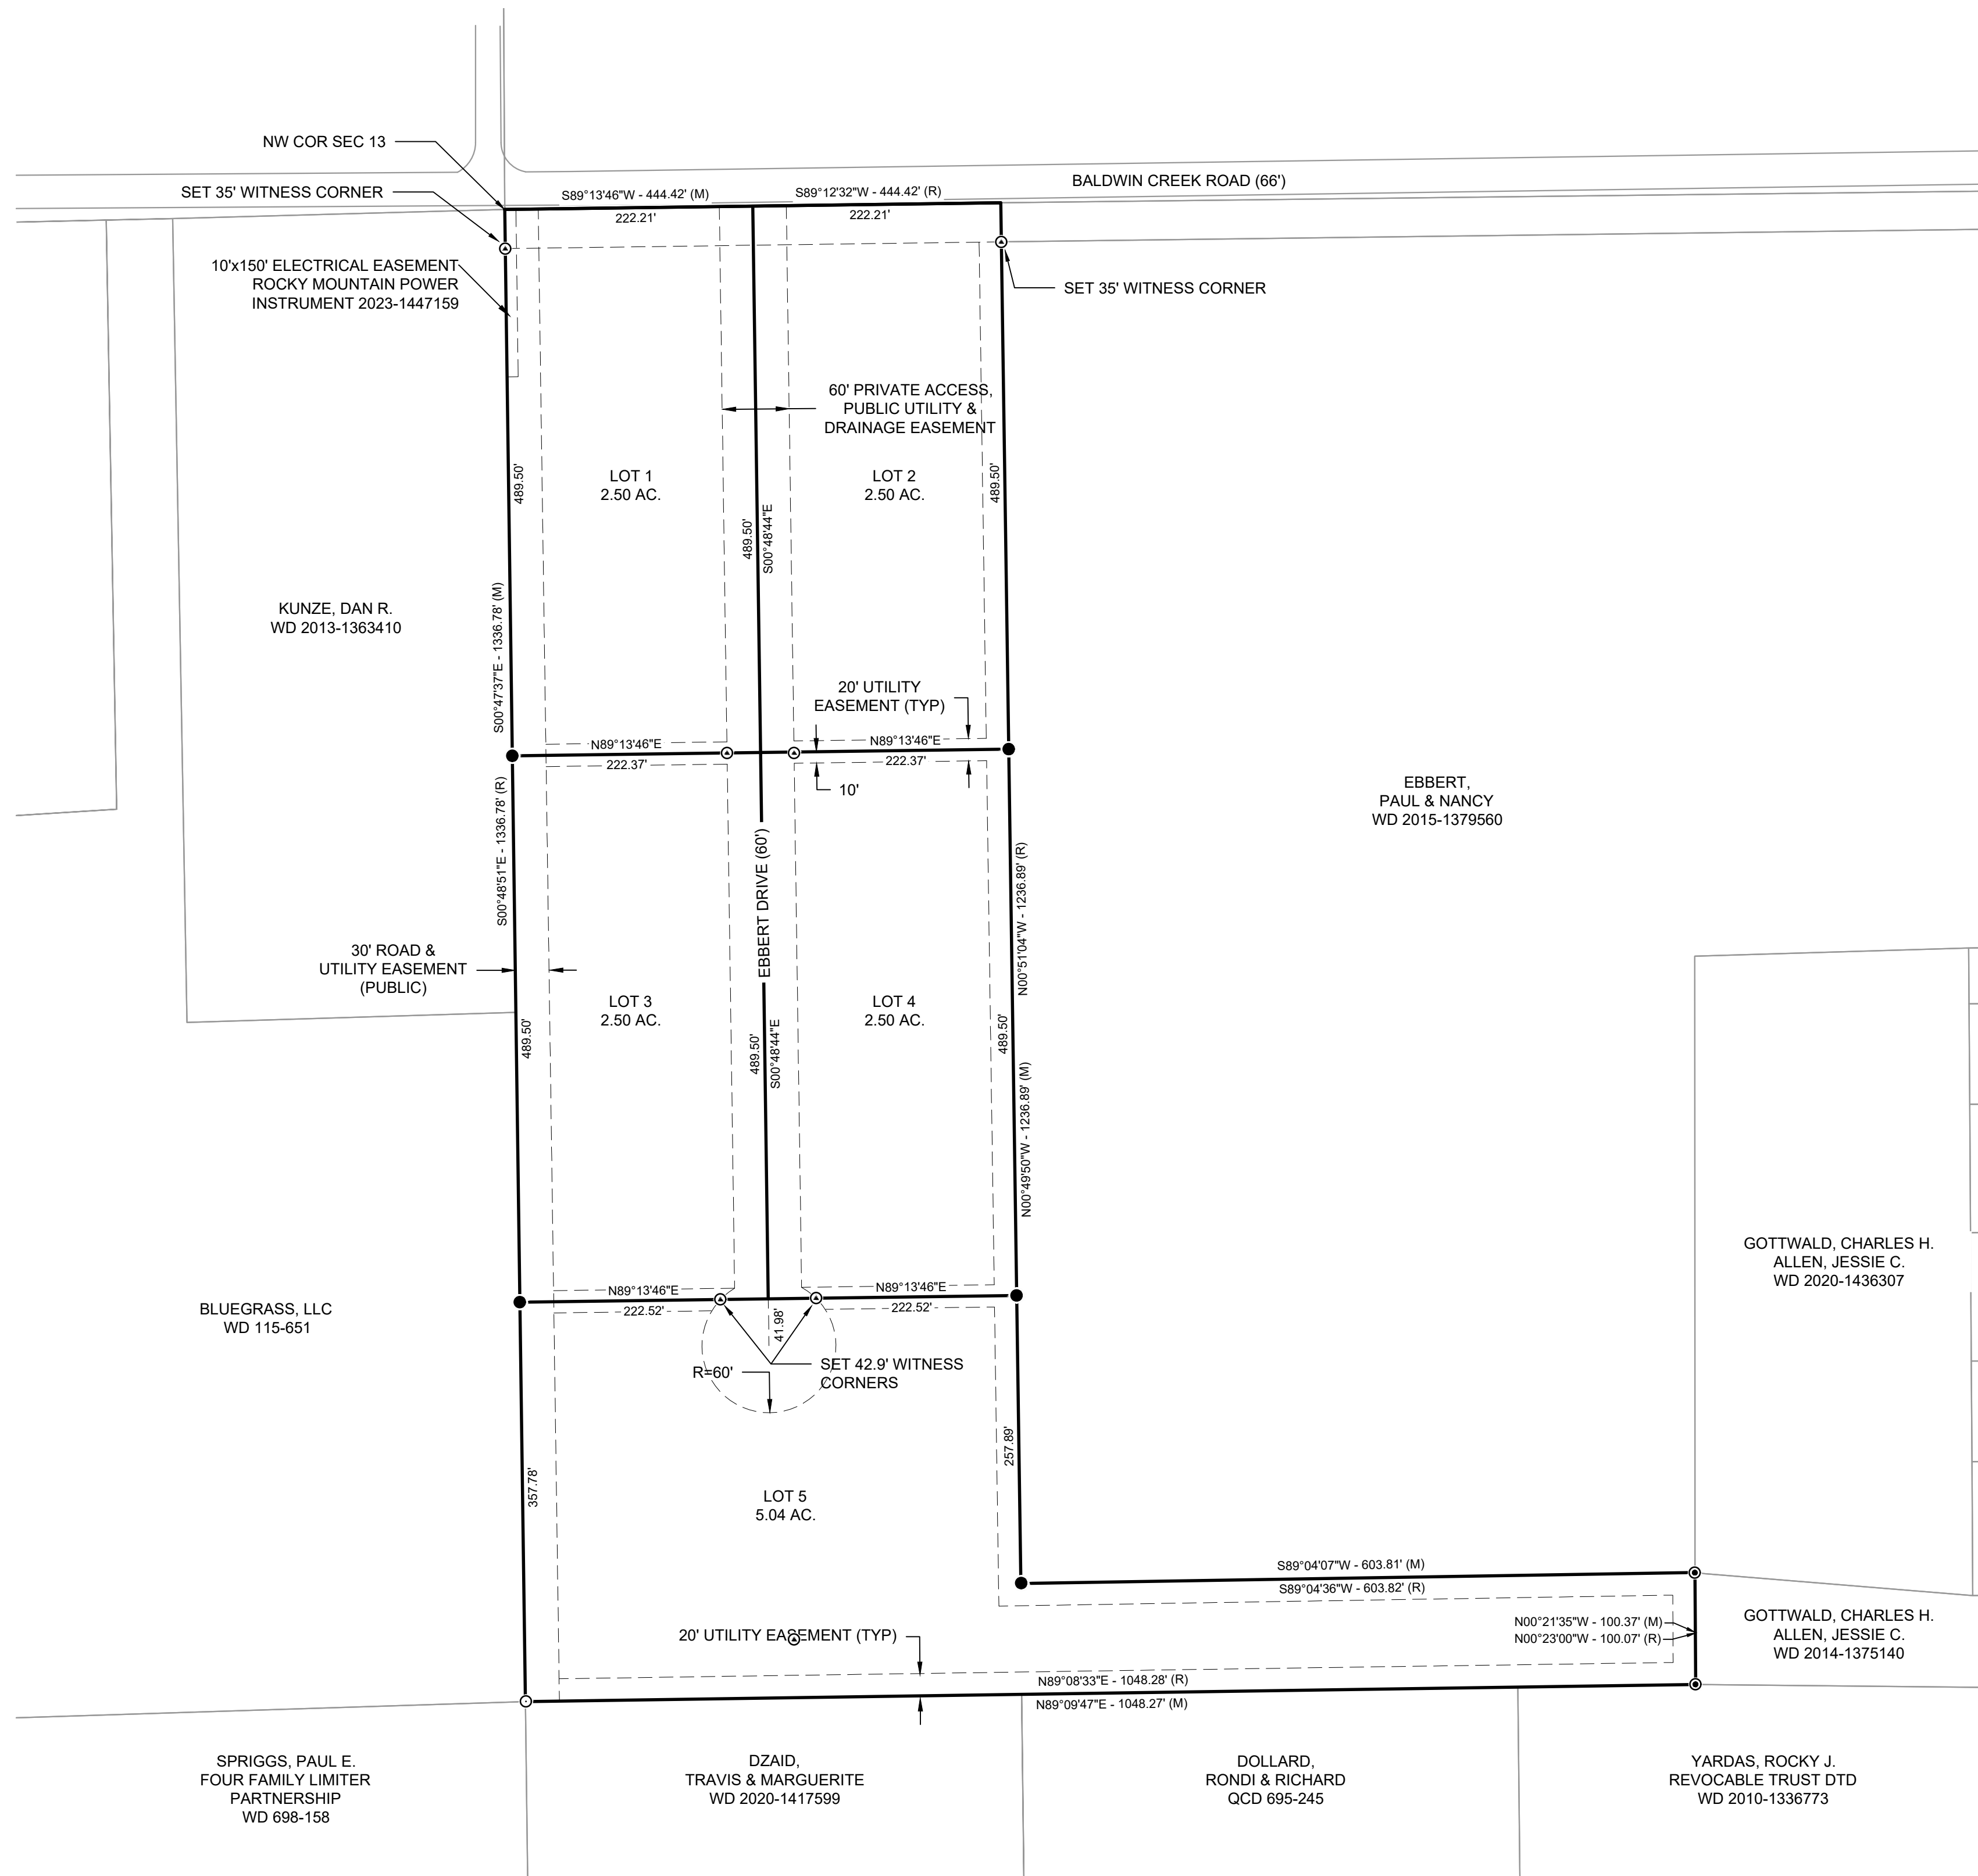 NW COR SEC 13
SET 35' WITNESS CORNER
S89°13'46"W - 444.42' (M)
S89°12'32"W - 444.42' (R)
BALDWIN CREEK ROAD (66')
222.21'
222.21'
10'x150' ELECTRICAL EASEMENT
ROCKY MOUNTAIN POWER
INSTRUMENT 2023-1447159
SET 35' WITNESS CORNER
60' PRIVATE ACCESS,
PUBLIC UTILITY &
DRAINAGE EASEMENT
489.50'
LOT 1
2.50 AC.
489.50'
S00°48'44"E
LOT 2
2.50 AC.
489.50'
KUNZE, DAN R.
WD 2013-1363410
S00°47'37"E - 1336.78' (M)
20' UTILITY
EASEMENT (TYP)
N89°13'46"E
222.37'
N89°13'46"E
222.37'
10'
S00°48'51"E - 1336.78' (R)
EBBERT DRIVE (60')
EBBERT,
PAUL & NANCY
WD 2015-1379560
N00°51'04"W - 1236.89' (R)
30' ROAD &
UTILITY EASEMENT
(PUBLIC)
LOT 3
2.50 AC.
LOT 4
2.50 AC.
489.50'
489.50'
S00°48'44"E
489.50'
N00°49'50"W - 1236.89' (M)
GOTTWALD, CHARLES H.
ALLEN, JESSIE C.
WD 2020-1436307
BLUEGRASS, LLC
WD 115-651
N89°13'46"E
222.52'
N89°13'46"E
222.52'
41.98'
R=60'
SET 42.9' WITNESS
CORNERS
357.78'
257.89'
LOT 5
5.04 AC.
S89°04'07"W - 603.81' (M)
S89°04'36"W - 603.82' (R)
N00°21'35"W - 100.37' (M)
N00°23'00"W - 100.07' (R)
GOTTWALD, CHARLES H.
ALLEN, JESSIE C.
WD 2014-1375140
20' UTILITY EASEMENT (TYP)
N89°08'33"E - 1048.28' (R)
N89°09'47"E - 1048.27' (M)
SPRIGGS, PAUL E.
FOUR FAMILY LIMITER
PARTNERSHIP
WD 698-158
DZAID,
TRAVIS & MARGUERITE
WD 2020-1417599
DOLLARD,
RONDI & RICHARD
QCD 695-245
YARDAS, ROCKY J.
REVOCABLE TRUST DTD
WD 2010-1336773